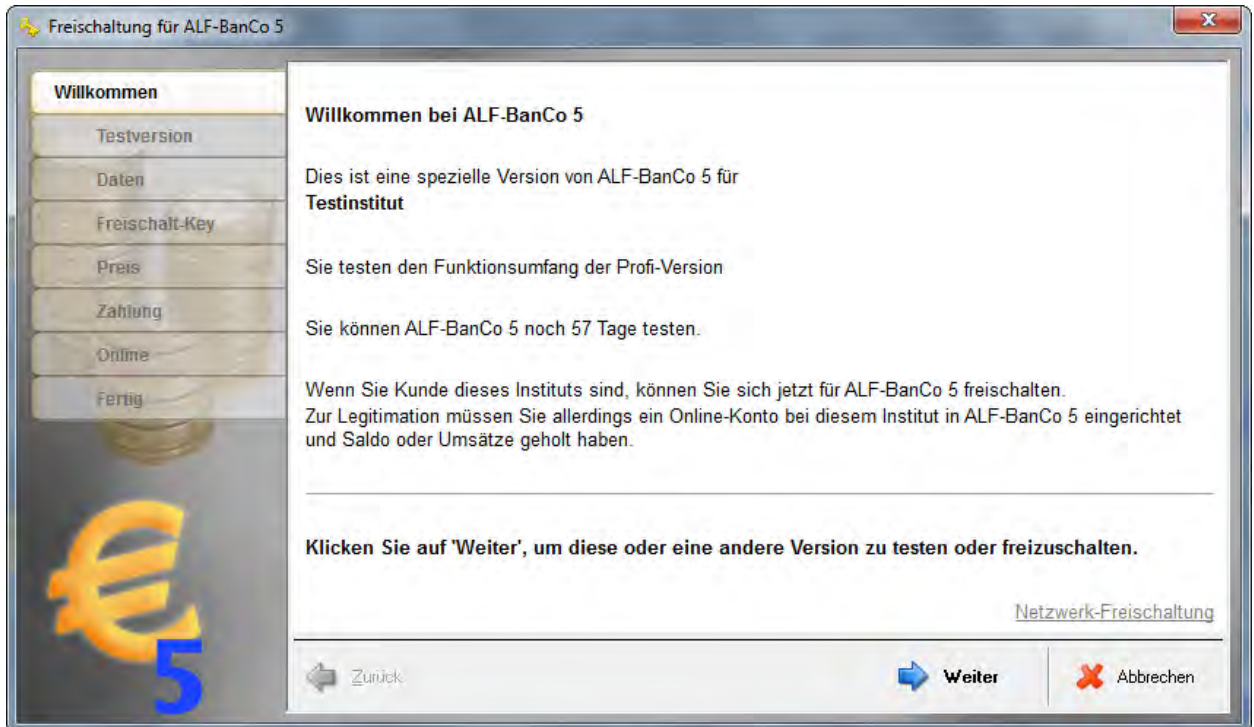 Freischaltung für ALF-BanCo 5
Willkommen
Testversion
Daten
Freischalt-Key
Preis
Zahlung
Online
Fertig
Willkommen bei ALF-BanCo 5
Dies ist eine spezielle Version von ALF-BanCo 5 für
Testinstitut
Sie testen den Funktionsumfang der Profi-Version
Sie können ALF-BanCo 5 noch 57 Tage testen.
Wenn Sie Kunde dieses Instituts sind, können Sie sich jetzt für ALF-BanCo 5 freischalten.
Zur Legitimation müssen Sie allerdings ein Online-Konto bei diesem Institut in ALF-BanCo 5 eingerichtet
und Saldo oder Umsätze geholt haben.
Klicken Sie auf 'Weiter', um diese oder eine andere Version zu testen oder freizuschalten.
Netzwerk-Freischaltung
€
5
Zurück
Weiter
Abbrechen